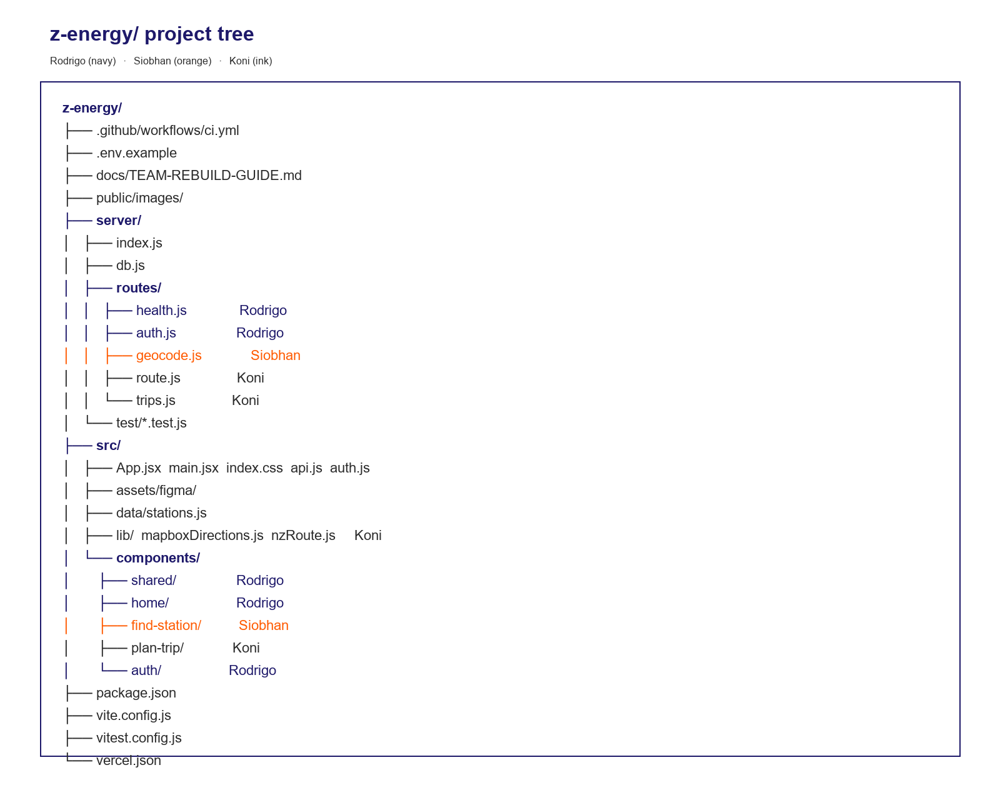 z-energy/ project tree
Rodrigo (navy) · Siobhan (orange) · Koni (ink)
z-energy/
├── .github/workflows/ci.yml
├── .env.example
├── docs/TEAM-REBUILD-GUIDE.md
├── public/images/
├── server/
│ ├── index.js
│ ├── db.js
│ ├── routes/
│ │ ├── health.js Rodrigo
│ │ ├── auth.js Rodrigo
│ │ ├── geocode.js Siobhan
│ │ ├── route.js Koni
│ │ └── trips.js Koni
│ └── test/*.test.js
├── src/
│ ├── App.jsx main.jsx index.css api.js auth.js
│ ├── assets/figma/
│ ├── data/stations.js
│ ├── lib/ mapboxDirections.js nzRoute.js Koni
│ └── components/
│ ├── shared/ Rodrigo
│ ├── home/ Rodrigo
│ ├── find-station/ Siobhan
│ ├── plan-trip/ Koni
│ └── auth/ Rodrigo
├── package.json
├── vite.config.js
├── vitest.config.js
└── vercel.json